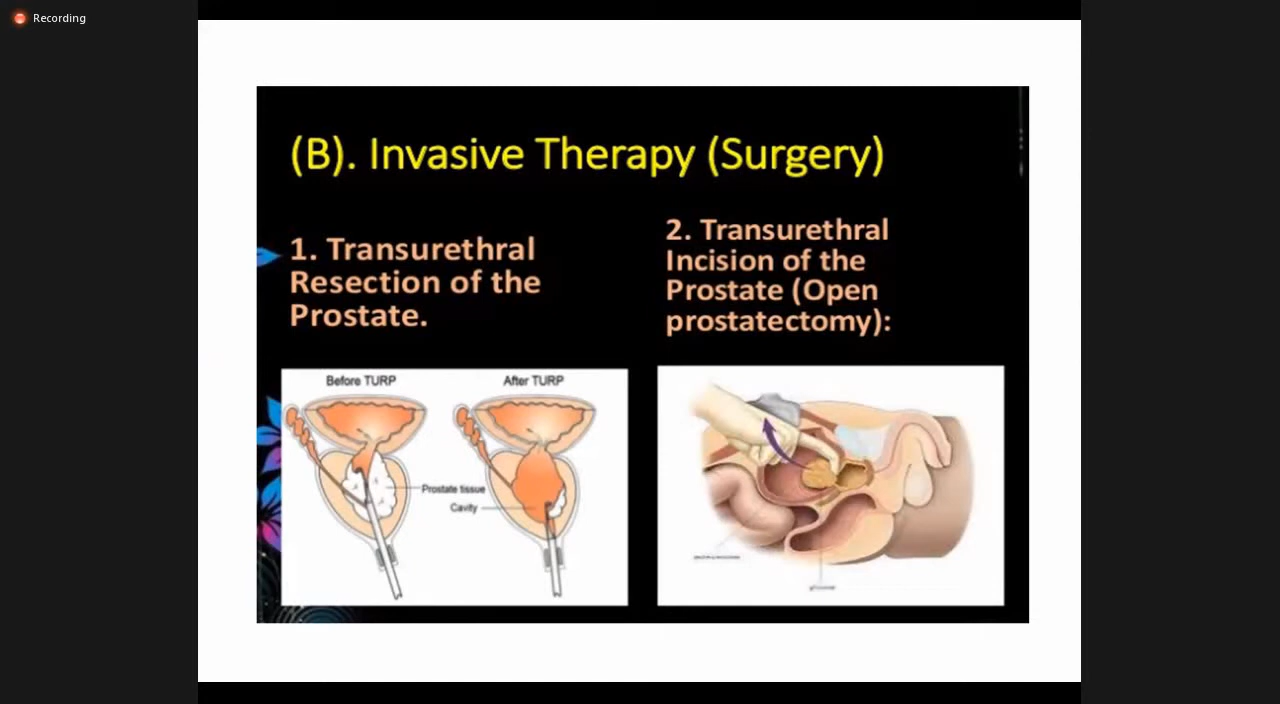 Recording
(B). Invasive Therapy (Surgery)
1. Transurethral
Resection of the
Prostate.
2. Transurethral
Incision of the
Prostate (Open
prostatectomy):
Before TURP
After TURP
Prostate tissue
Cavity